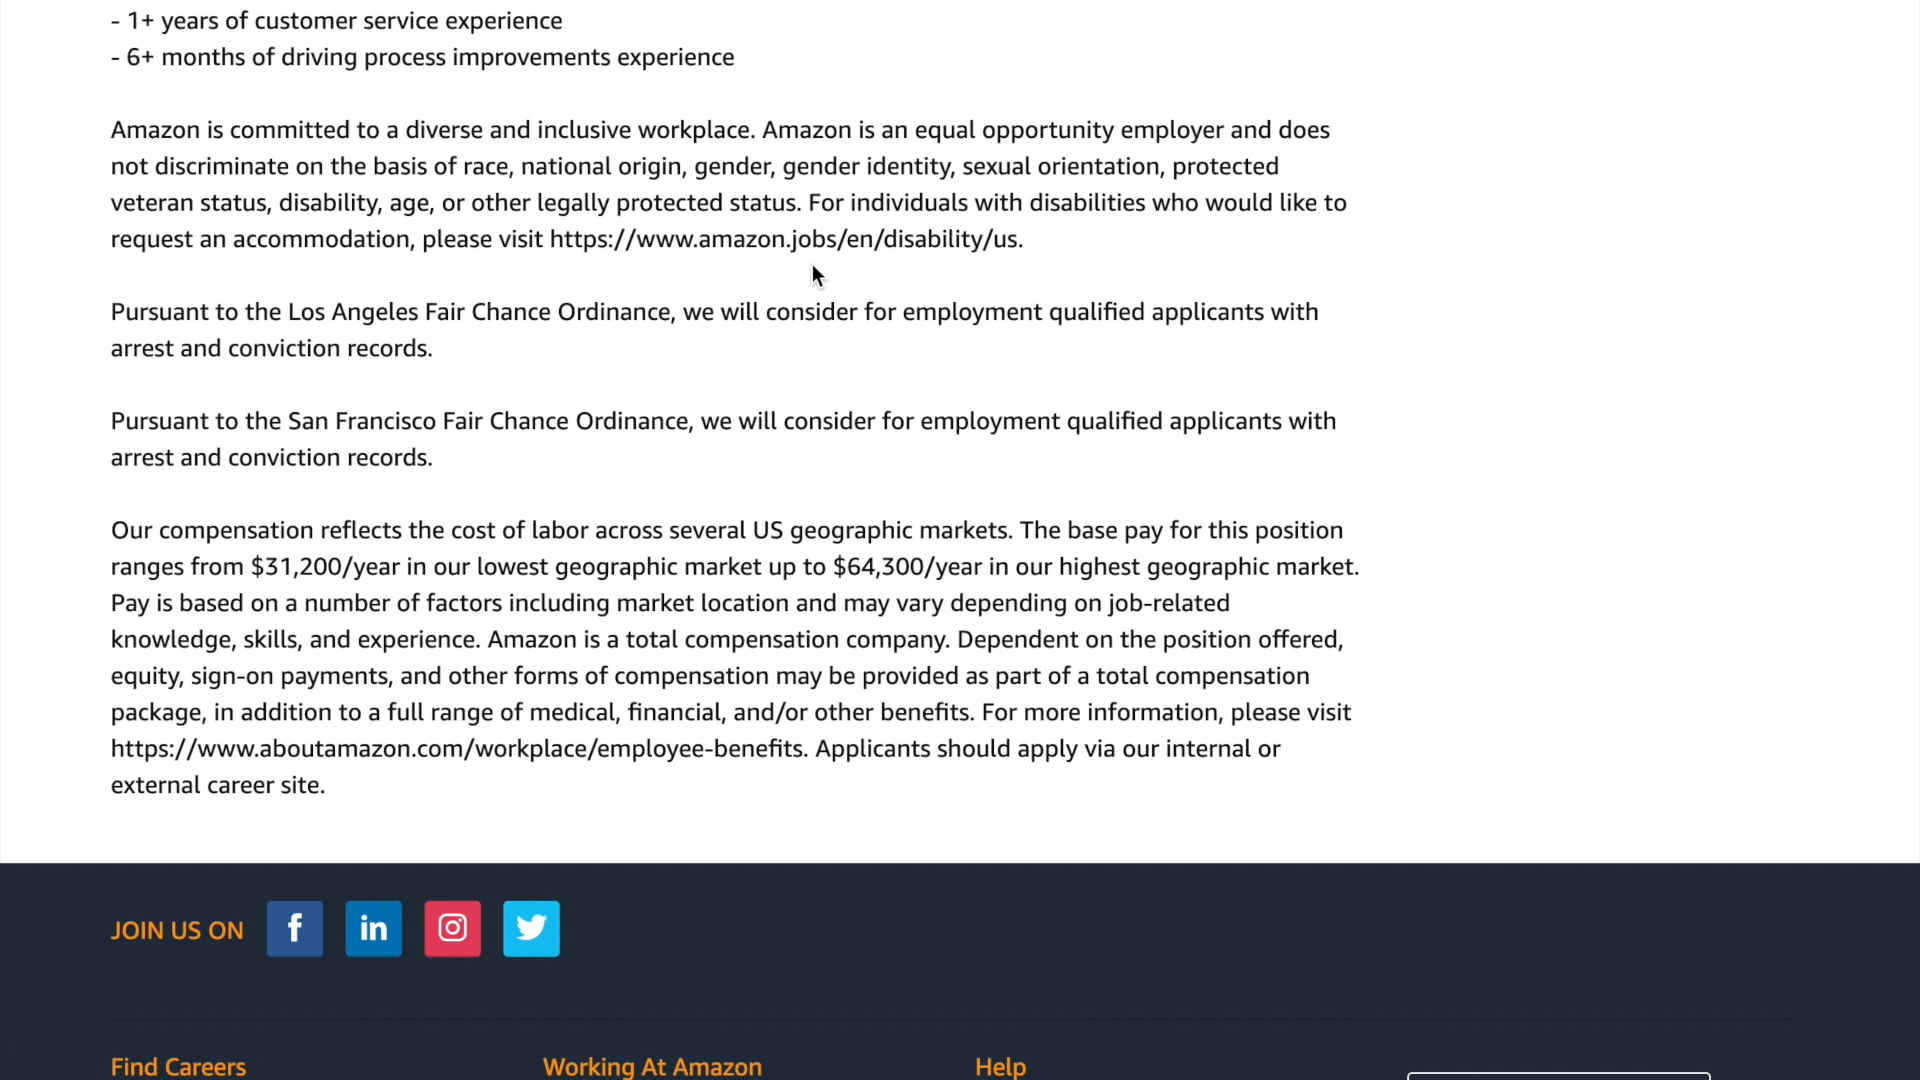 - 1+ years of customer service experience
- 6+ months of driving process improvements experience
Amazon is committed to a diverse and inclusive workplace. Amazon is an equal opportunity employer and does
not discriminate on the basis of race, national origin, gender, gender identity, sexual orientation, protected
veteran status, disability, age, or other legally protected status. For individuals with disabilities who would like to
request an accommodation, please visit https://www.amazon.jobs/en/disability/us.
Pursuant to the Los Angeles Fair Chance Ordinance, we will consider for employment qualified applicants with
arrest and conviction records.
Pursuant to the San Francisco Fair Chance Ordinance, we will consider for employment qualified applicants with
arrest and conviction records.
Our compensation reflects the cost of labor across several US geographic markets. The base pay for this position
ranges from $31,200/year in our lowest geographic market up to $64,300/year in our highest geographic market.
Pay is based on a number of factors including market location and may vary depending on job-related
knowledge, skills, and experience. Amazon is a total compensation company. Dependent on the position offered,
equity, sign-on payments, and other forms of compensation may be provided as part of a total compensation
package, in addition to a full range of medical, financial, and/or other benefits. For more information, please visit
https://www.aboutamazon.com/workplace/employee-benefits. Applicants should apply via our internal or
external career site.
JOIN US ON f in
Find Careers Working At Amazon Help